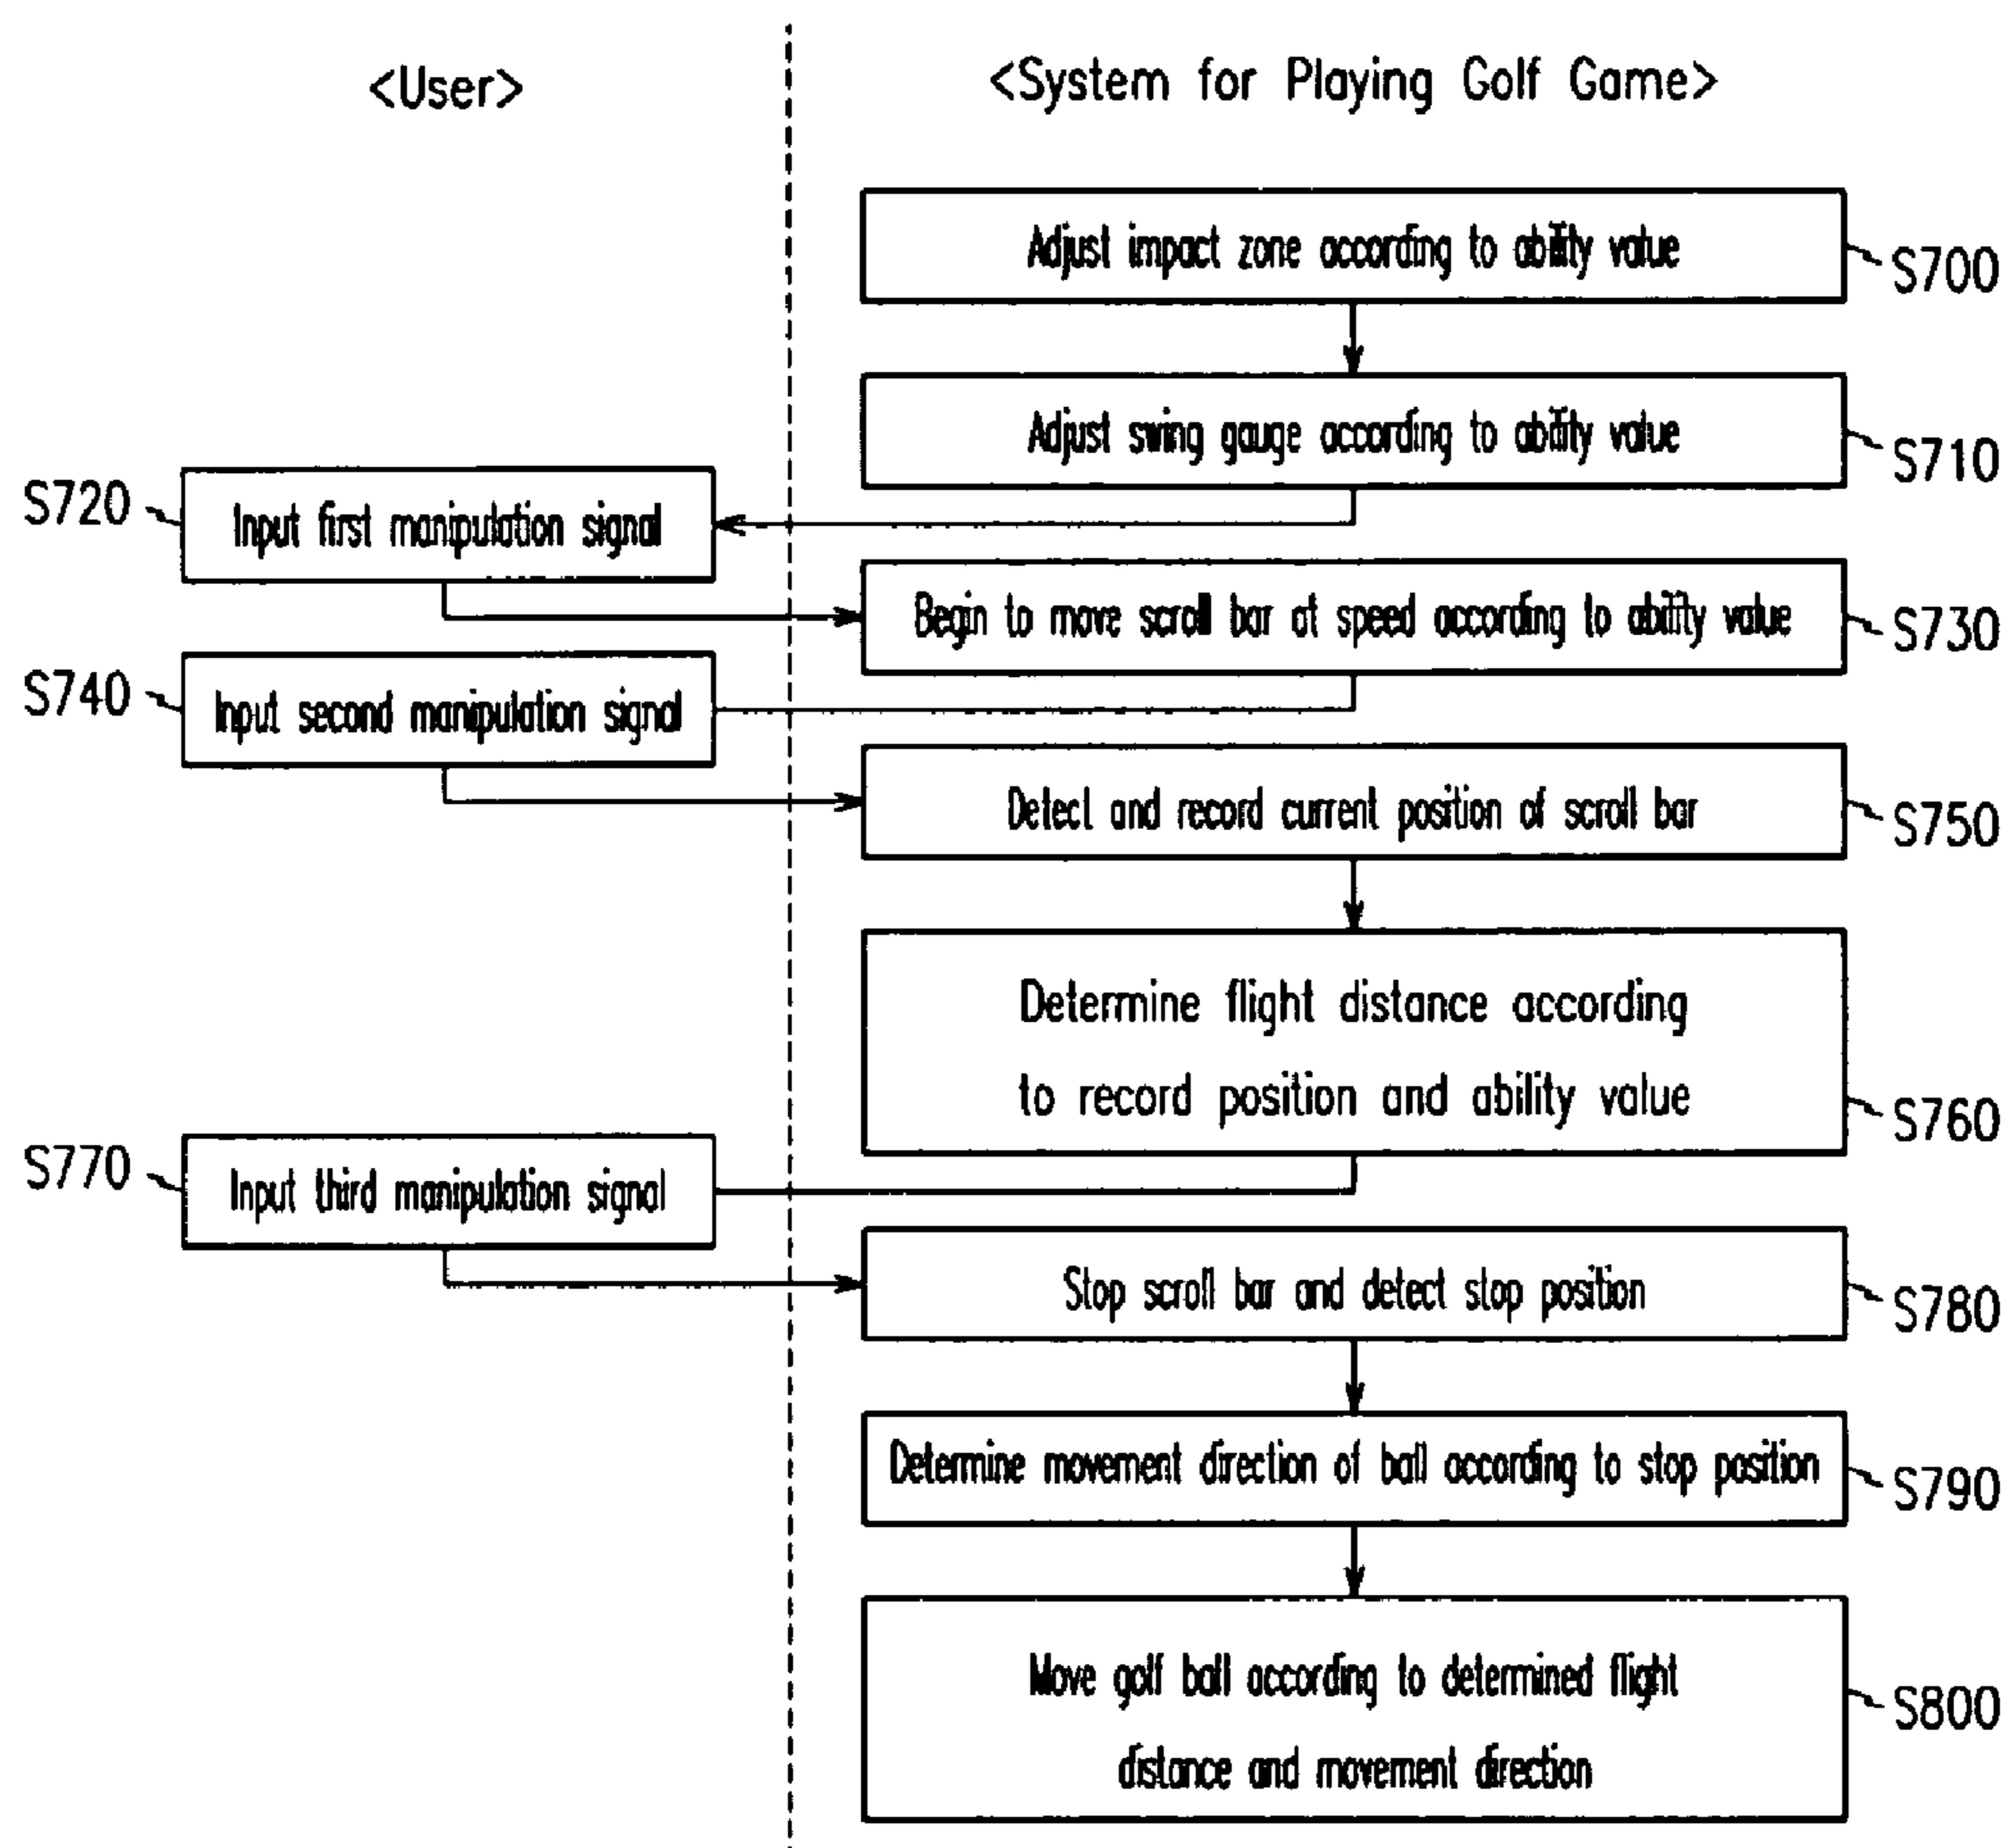 <User>
<System for Playing Golf Game>
Adjust impact zone according to ability value
S700
Adjust swing gauge according to ability value
S710
S720
Input first manipulation signal
Begin to move scroll bar at speed according to ability value
S730
S740
Input second manipulation signal
Detect and record current position of scroll bar
S750
Determine flight distance according
to record position and ability value
S760
S770
Input third manipulation signal
Stop scroll bar and detect stop position
S780
Determine movement direction of ball according to stop position
S790
Move golf ball according to determined flight
distance and movement direction
S800